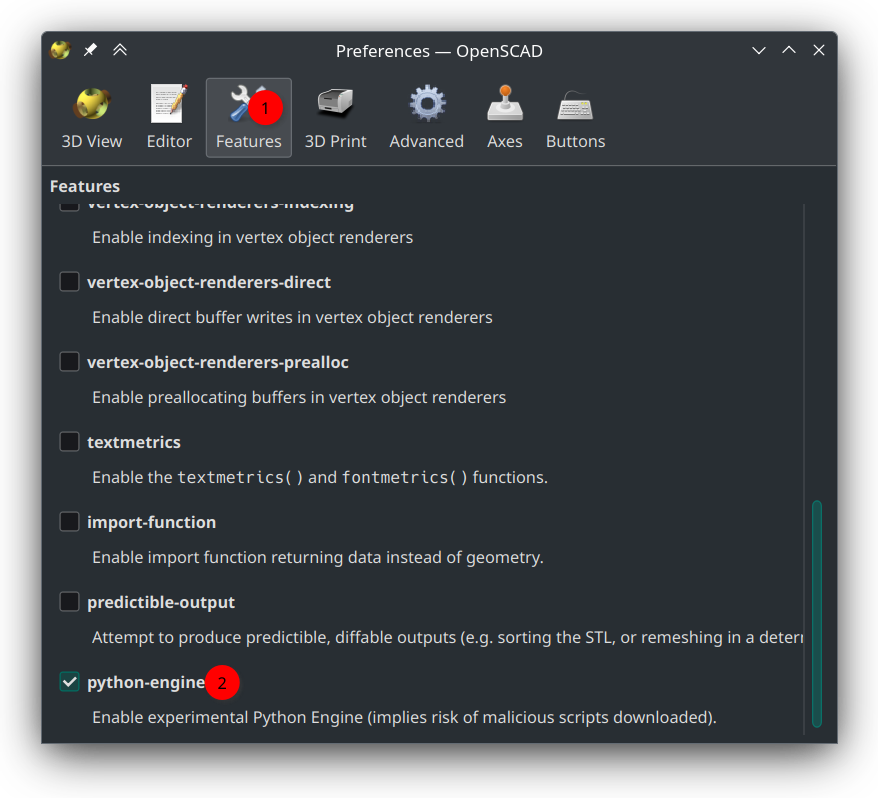 Preferences — OpenSCAD
3D View
Editor
Features
1
3D Print
Advanced
Axes
Buttons
Features
vertex-object-renderers-indexing
Enable indexing in vertex object renderers
vertex-object-renderers-direct
Enable direct buffer writes in vertex object renderers
vertex-object-renderers-prealloc
Enable preallocating buffers in vertex object renderers
textmetrics
Enable the textmetrics() and fontmetrics() functions.
import-function
Enable import function returning data instead of geometry.
predictible-output
Attempt to produce predictible, diffable outputs (e.g. sorting the STL, or remeshing in a
python-engine 2
Enable experimental Python Engine (implies risk of malicious scripts downloaded).